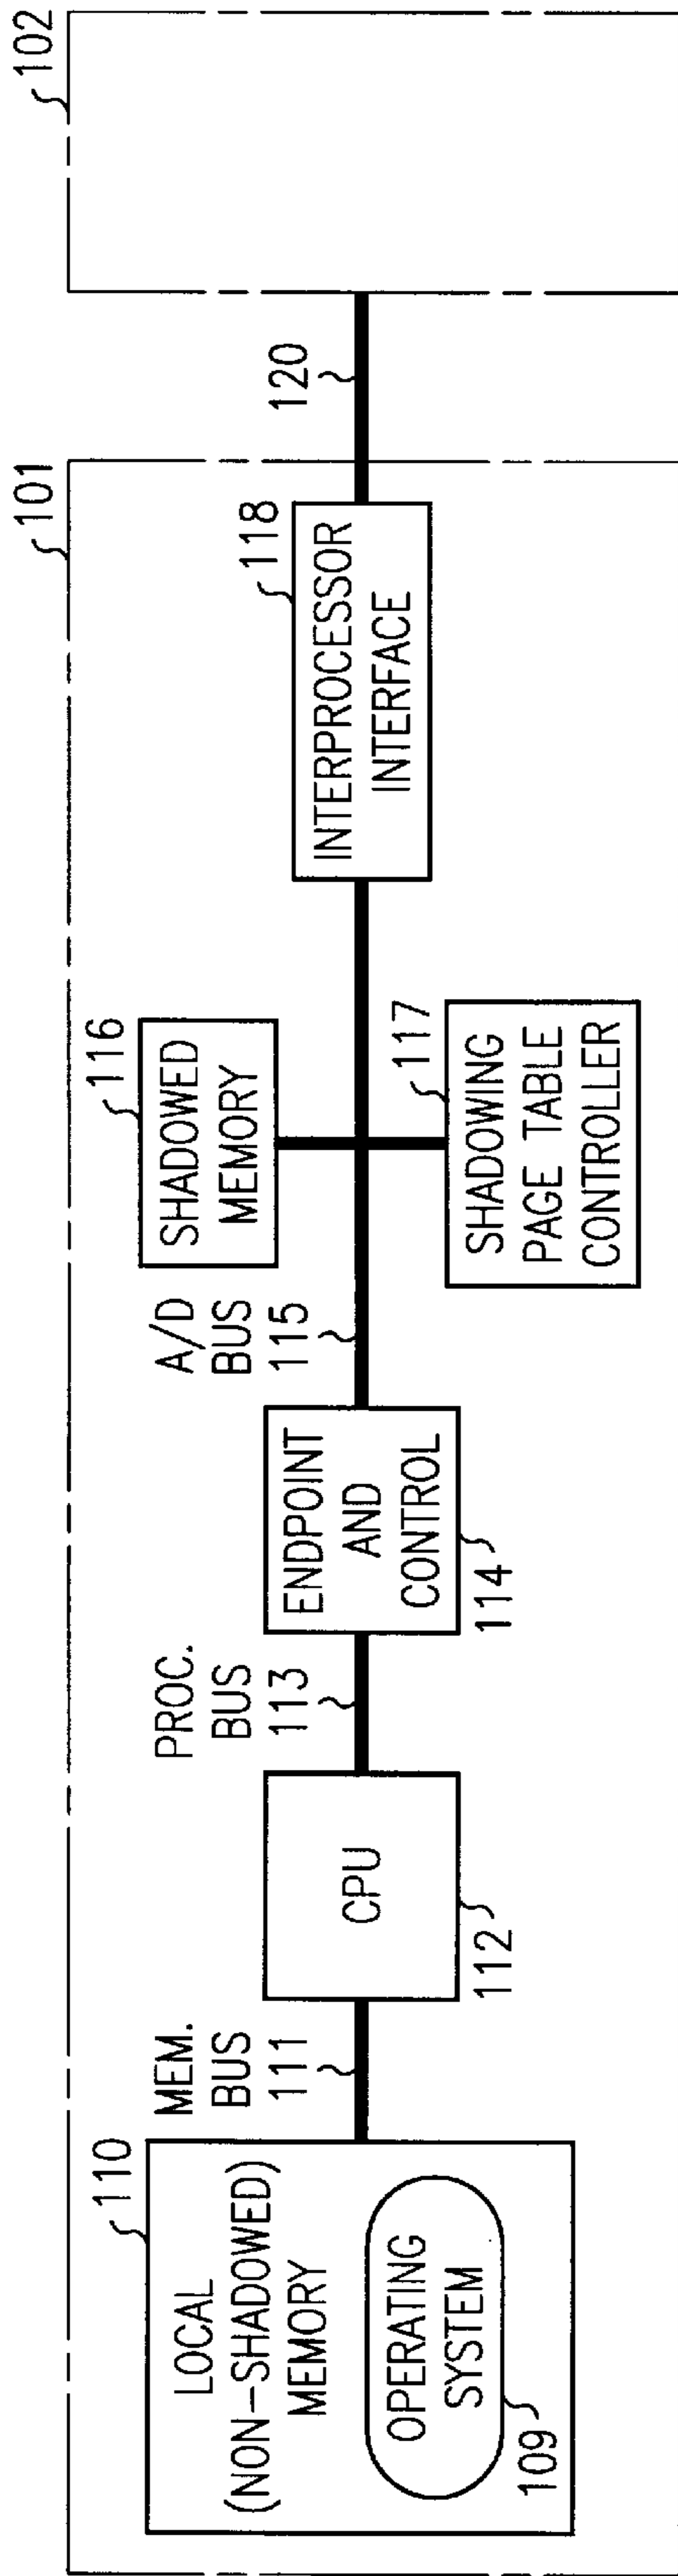 101
102
110
LOCAL
(NON-SHADOWED)
MEMORY
OPERATING
SYSTEM
109
MEM.
BUS
111
CPU
112
PROC.
BUS
113
ENDPOINT
AND
CONTROL
114
A/D
BUS
115
116
SHADOWED
MEMORY
117
SHADOWING
PAGE TABLE
CONTROLLER
118
INTERPROCESSOR
INTERFACE
120